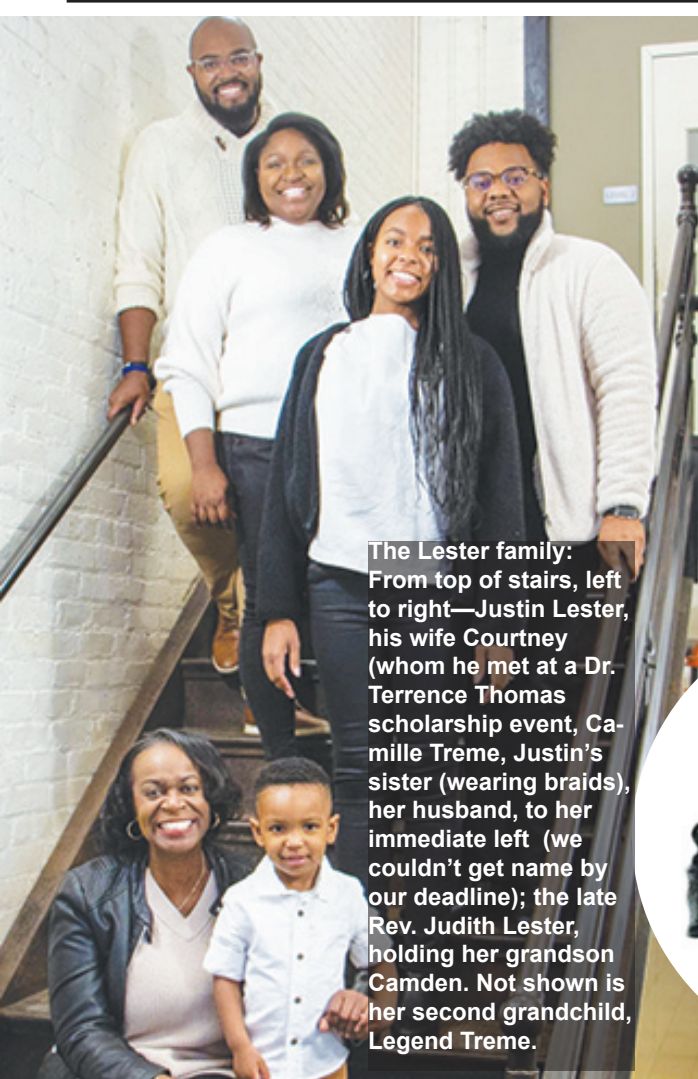 The Lester family:
From top of stairs, left
to right—Justin Lester,
his wife Courtney
(whom he met at a Dr.
Terrence Thomas
scholarship event, Ca-
mille Treme, Justin’s
sister (wearing braids),
her husband, to her
immediate left (we
couldn’t get name by
our deadline); the late
Rev. Judith Lester,
holding her grandson
Camden. Not shown is
her second grandchild,
Legend Treme.